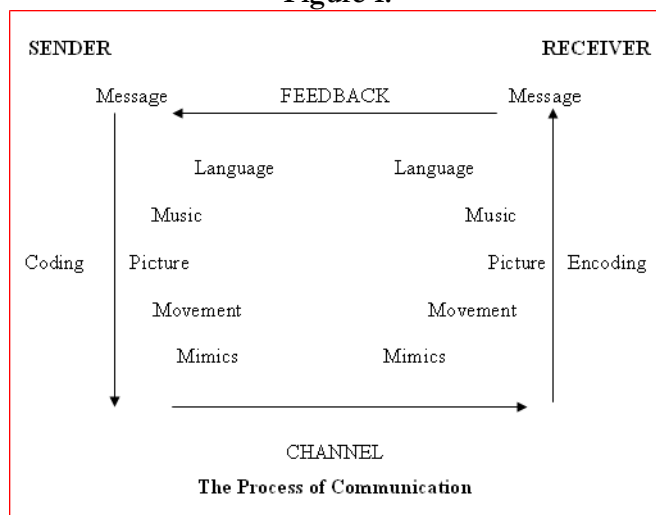 Figure 1.
SENDER RECEIVER
Message FEEDBACK Message
Language Language
Music Music
Coding Picture Picture Encoding
Movement Movement
Mimics Mimics
CHANNEL
The Process of Communication